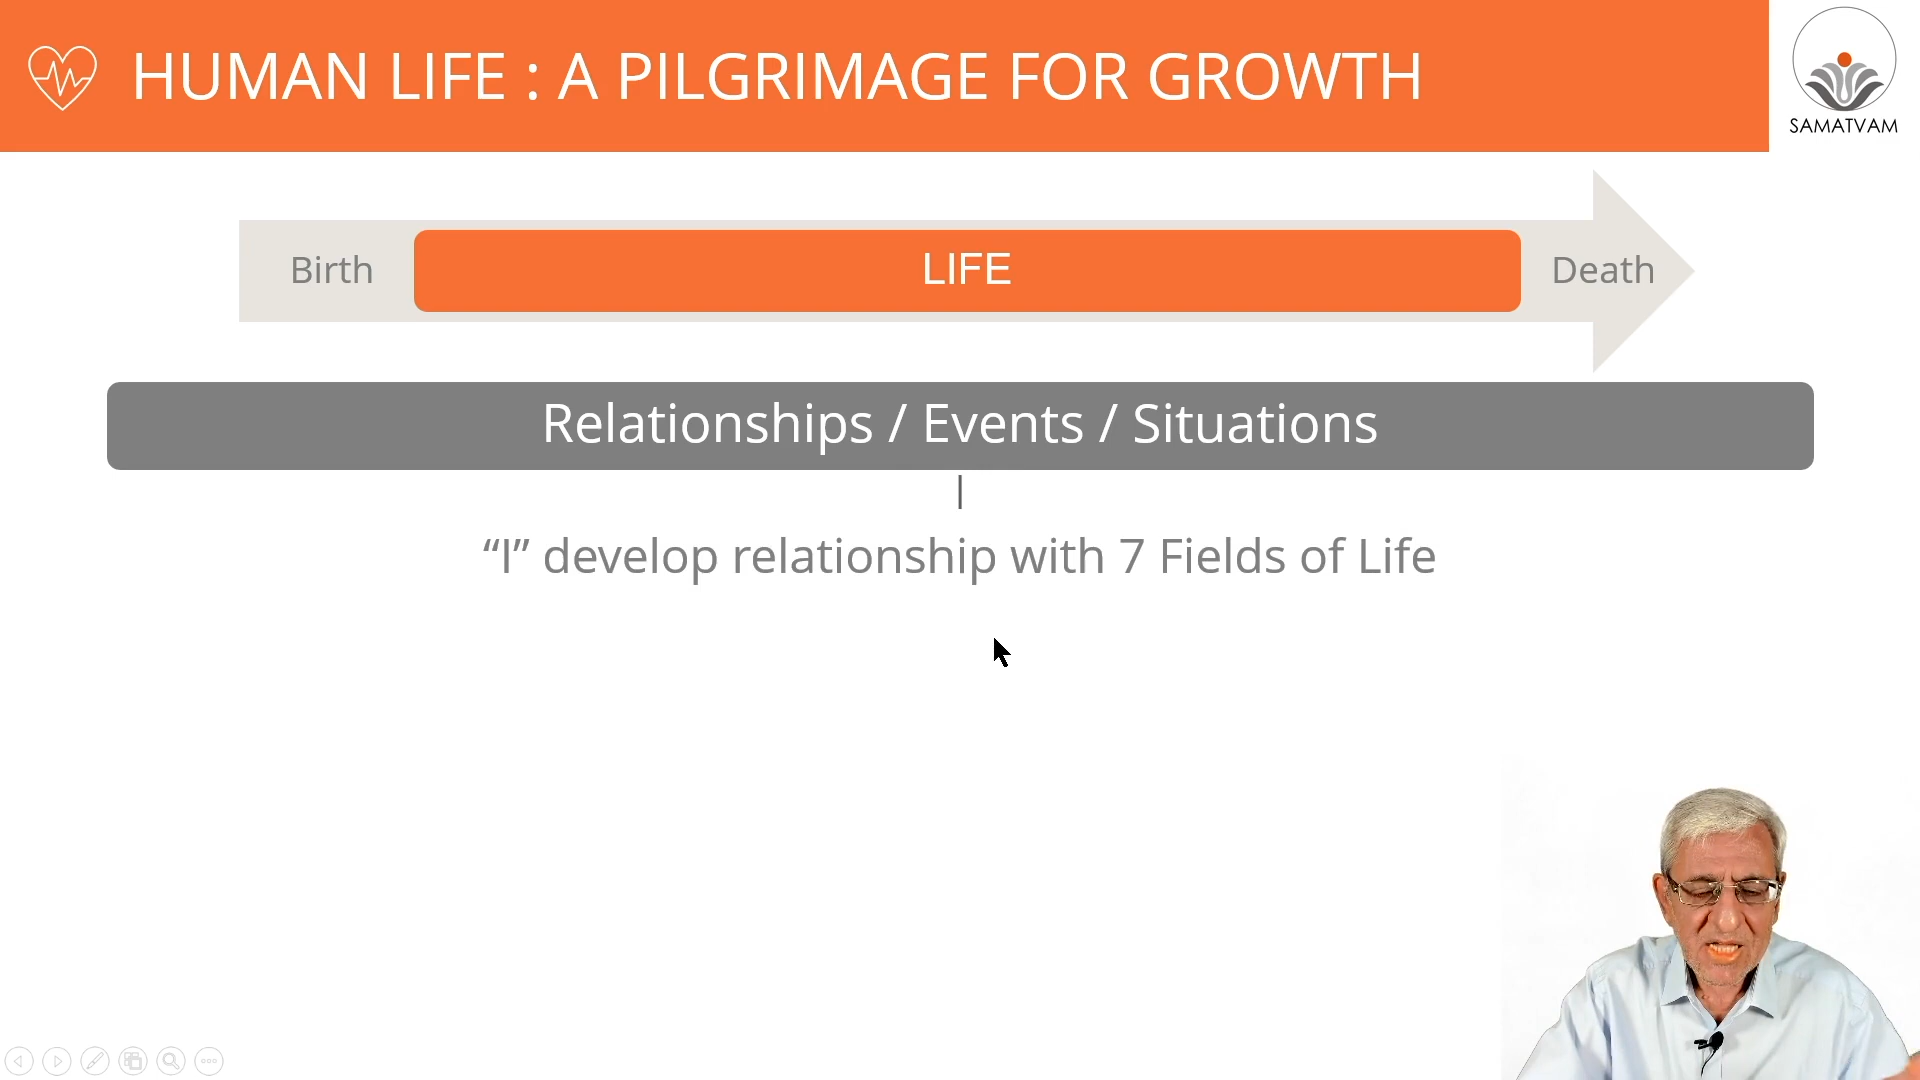 HUMAN LIFE : A PILGRIMAGE FOR GROWTH
SAMATVAM
Birth
LIFE
Death
Relationships / Events / Situations
“I” develop relationship with 7 Fields of Life